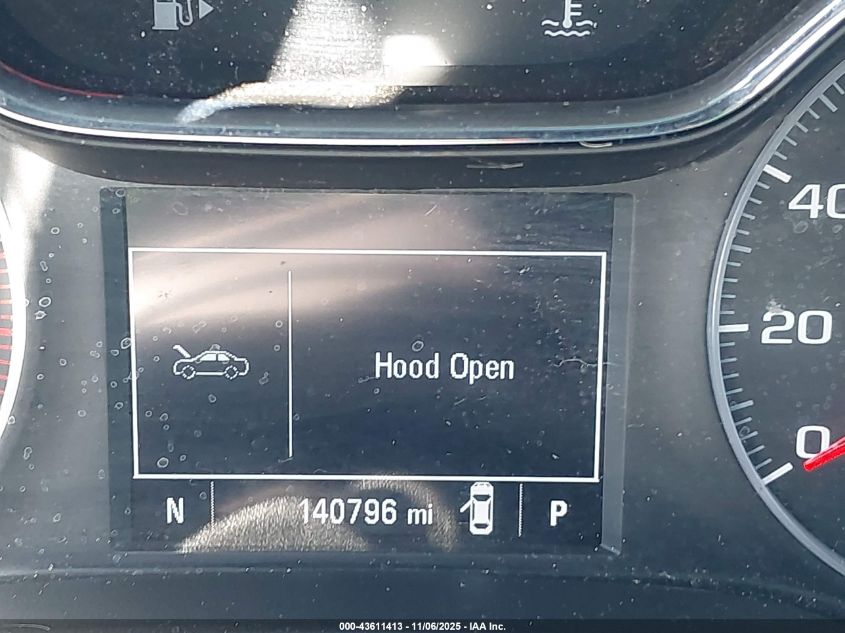 40
20
0
Hood Open
N 140796 mi P
000-43611413 - 11/06/2025 - IAA Inc.